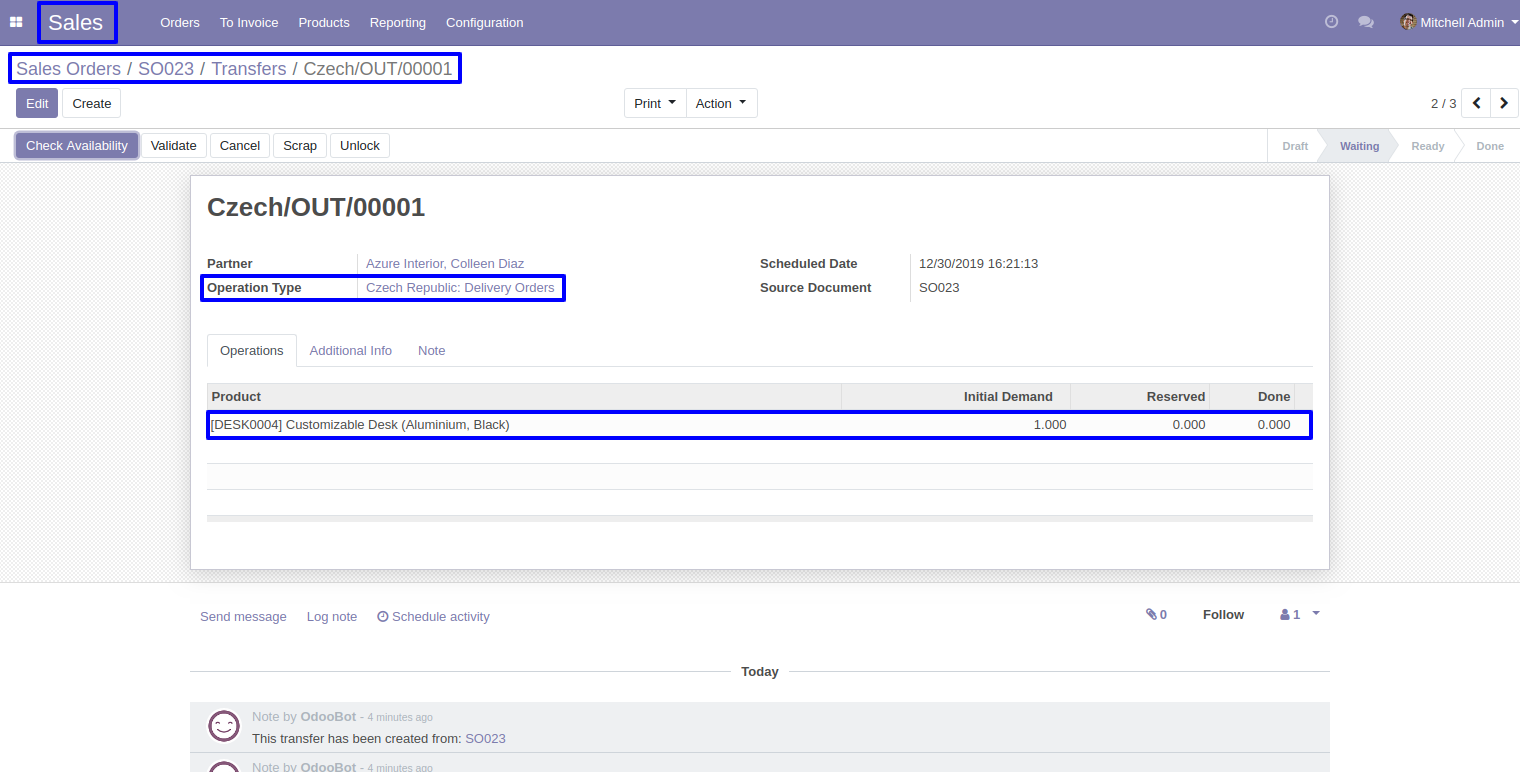 Sales Orders To Invoice Products Reporting Configuration Mitchell Admin
Sales Orders / SO023 / Transfers / Czech/OUT/00001
Edit Create Print Action 2 / 3
Check Availability Validate Cancel Scrap Unlock Draft Waiting Ready Done
Czech/OUT/00001
Partner Azure Interior, Colleen Diaz Scheduled Date 12/30/2019 16:21:13
Operation Type Czech Republic: Delivery Orders Source Document SO023
Operations Additional Info Note
Product Initial Demand Reserved Done
[DESK0004] Customizable Desk (Aluminium, Black) 1.000 0.000 0.000
Send message Log note Schedule activity 0 Follow 1
Today
Note by OdooBot - 4 minutes ago
This transfer has been created from: SO023
Note by OdooBot - 4 minutes ago